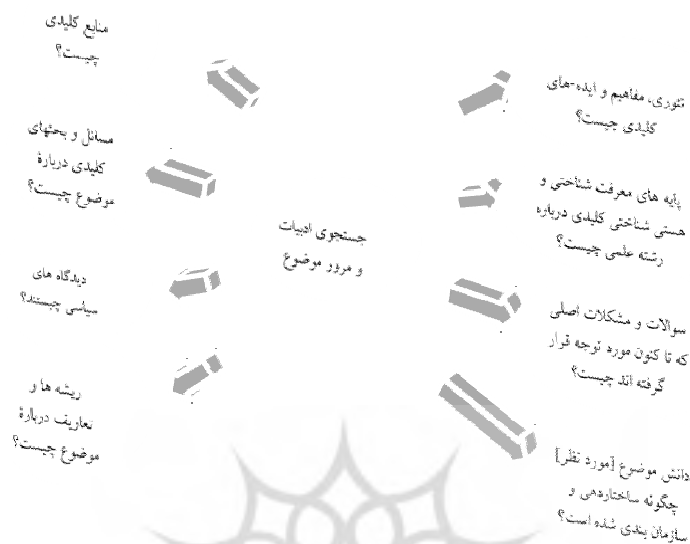 تئوری، مفاهیم و ایده-های
کلیدی چیست؟
پایه های معرفت شناختی و
هستی شناختی کلیدی درباره
رشته علمی چیست؟
سوالات و مشکلات اصلی
که تا کنون مورد توجه قرار
گرفته اند چیست؟
دانش موضوع [مورد نظر]
چگونه ساختاردهی و
سازمان بندی شده است؟
جستجوی ادبیات
و مرور موضوع
منابع کلیدی
چیست؟
مسائل و بحثهای
کلیدی دربارۀ
موضوع چیست؟
دیدگاه های
سیاسی چیستند؟
ریشه ها و
تعاریف دربارۀ
موضوع چیست؟